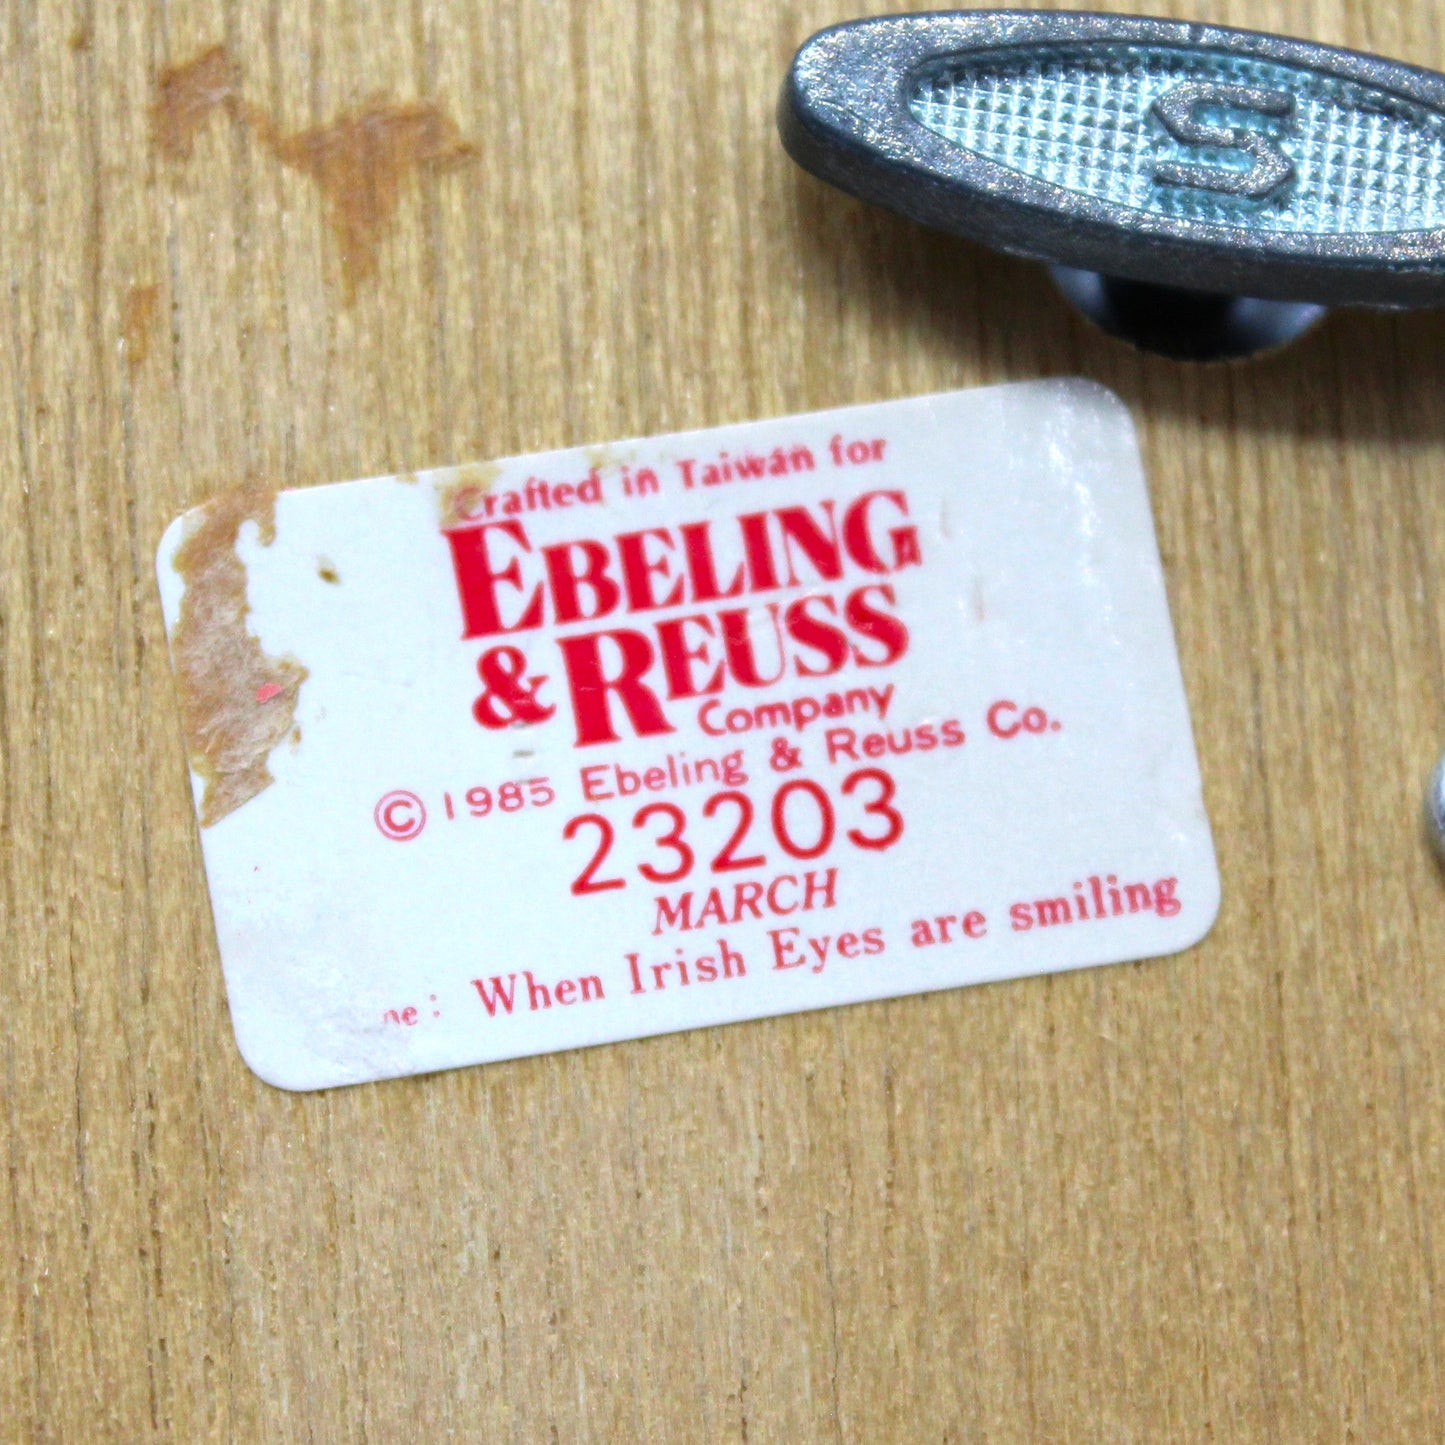 S
Crafted in Taiwan for
EBELING
& REUSS
Company
© 1985 Ebeling & Reuss Co.
23203
MARCH
: When Irish Eyes are smiling